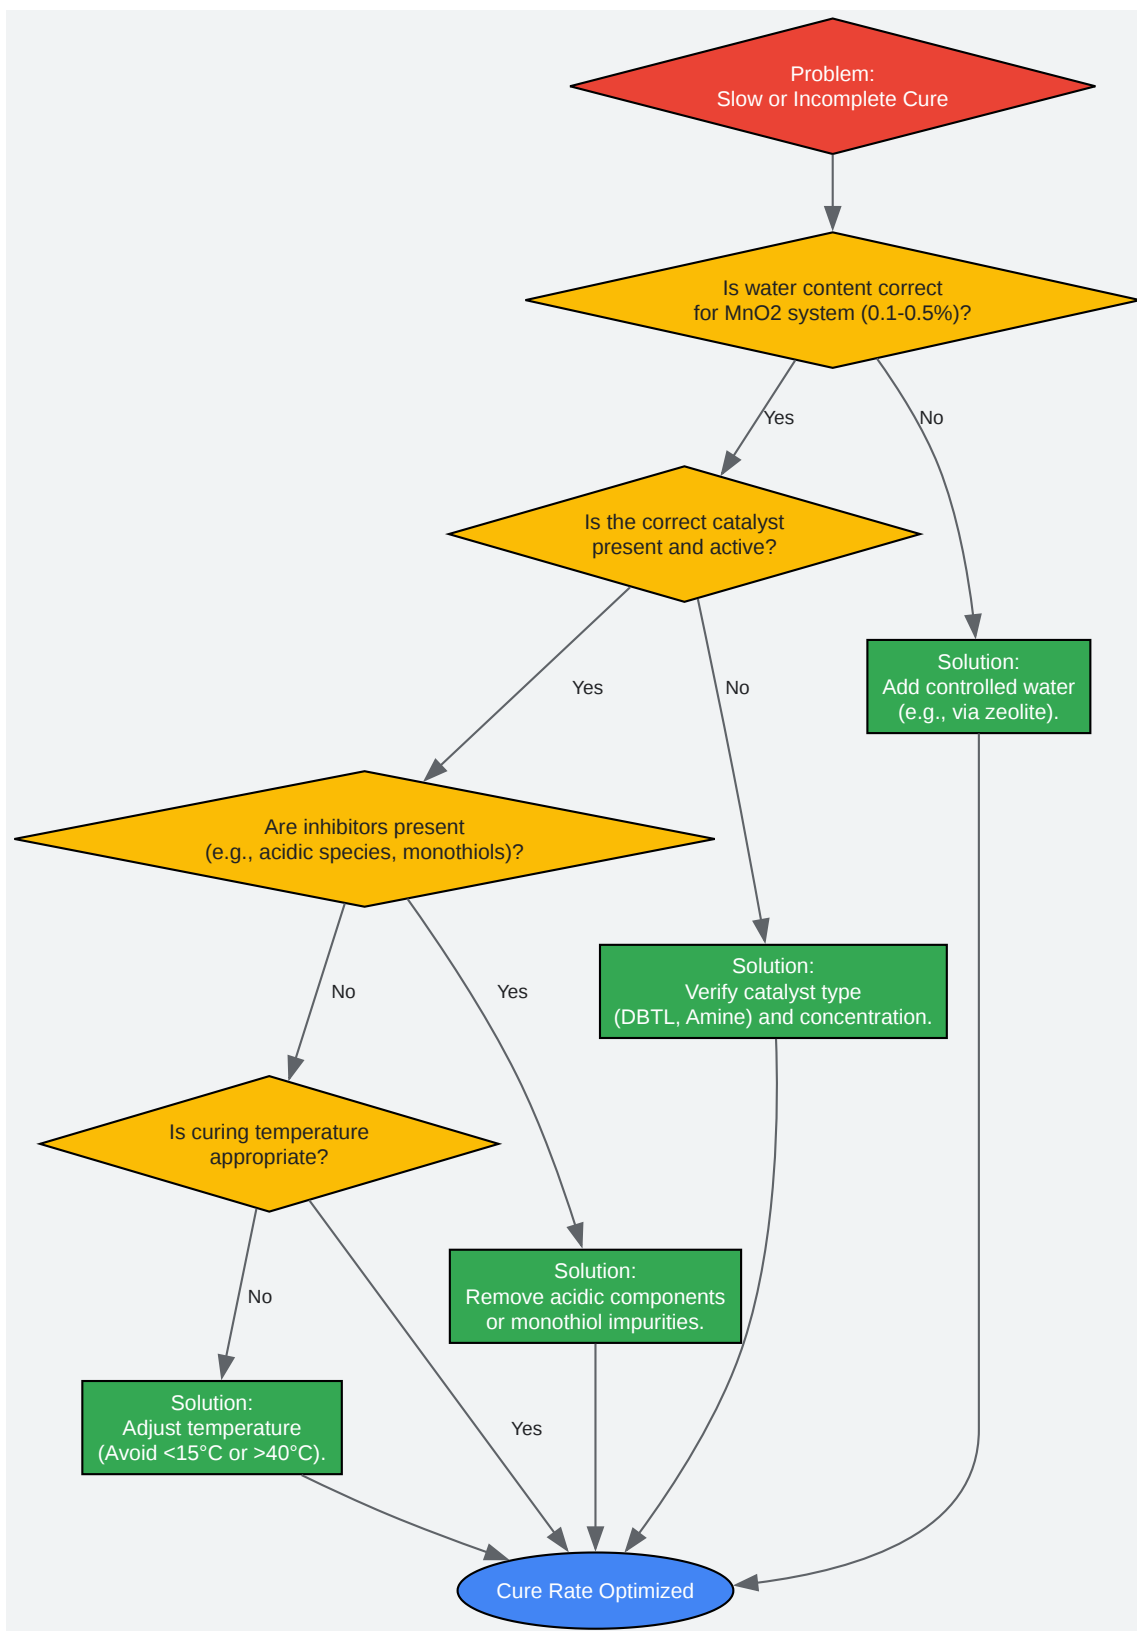 Problem:
Slow or Incomplete Cure
Is water content correct
for MnO2 system (0.1-0.5%)?
Yes
No
Is the correct catalyst
present and active?
Solution:
Add controlled water
(e.g., via zeolite).
Yes
No
Are inhibitors present
(e.g., acidic species, monothiols)?
Solution:
Verify catalyst type
(DBTL, Amine) and concentration.
No
Yes
Is curing temperature
appropriate?
Solution:
Remove acidic components
or monothiol impurities.
No
Yes
Solution:
Adjust temperature
(Avoid <15°C or >40°C).
Cure Rate Optimized